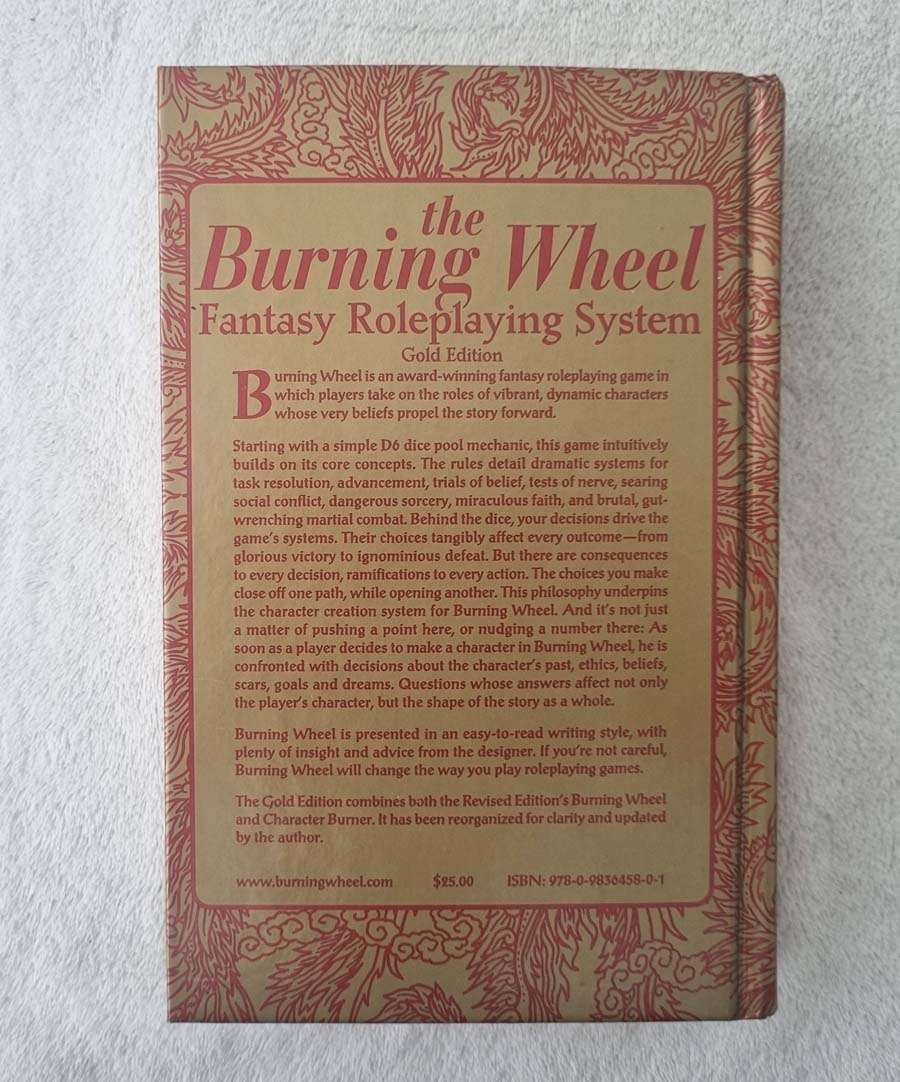 the
Burning Wheel
Fantasy Roleplaying System
Gold Edition
Burning Wheel is an award-winning fantasy roleplaying game in
which players take on the roles of vibrant, dynamic characters
whose very beliefs propel the story forward.
Starting with a simple D6 dice pool mechanic, this game intuitively
builds on its core concepts. The rules detail dramatic systems for
task resolution, advancement, trials of belief, tests of nerve, searing
social conflict, dangerous sorcery, miraculous faith, and brutal, gut-
wrenching martial combat. Behind the dice, your decisions drive the
game's systems. Their choices tangibly affect every outcome—from
glorious victory to ignominious defeat. But there are consequences
to every decision, ramifications to every action. The choices you make
close off one path, while opening another. This philosophy underpins
the character creation system for Burning Wheel. And it's not just
a matter of pushing a point here, or nudging a number there: As
soon as a player decides to make a character in Burning Wheel, he is
confronted with decisions about the character's past, ethics, beliefs,
scars, goals and dreams. Questions whose answers affect not only
the player's character, but the shape of the story as a whole.
Burning Wheel is presented in an easy-to-read writing style, with
plenty of insight and advice from the designer. If you're not careful,
Burning Wheel will change the way you play roleplaying games.
The Gold Edition combines both the Revised Edition's Burning Wheel
and Character Burner. It has been reorganized for clarity and updated
by the author.
www.burningwheel.com $25.00 ISBN: 978-0-9836458-0-1